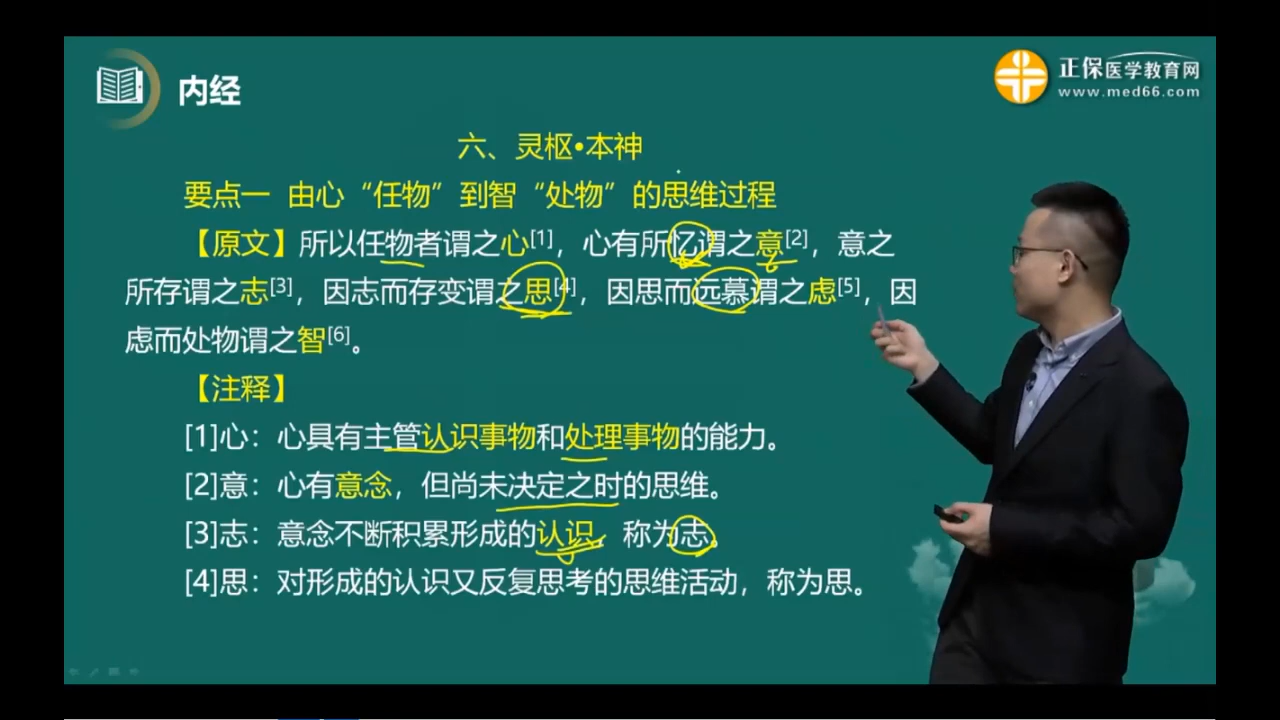 内经
正保医学教育网
www.med66.com
六、灵枢•本神
要点一 由心“任物”到智“处物”的思维过程
【原文】所以任物者谓之心[1]，心有所忆谓之意[2]，意之
所存谓之志[3]，因志而存变谓之思[4]，因思而远慕谓之虑[5]，因
虑而处物谓之智[6]。
【注释】
[1]心：心具有主管认识事物和处理事物的能力。
[2]意：心有意念，但尚未决定之时的思维。
[3]志：意念不断积累形成的认识，称为志。
[4]思：对形成的认识又反复思考的思维活动，称为思。